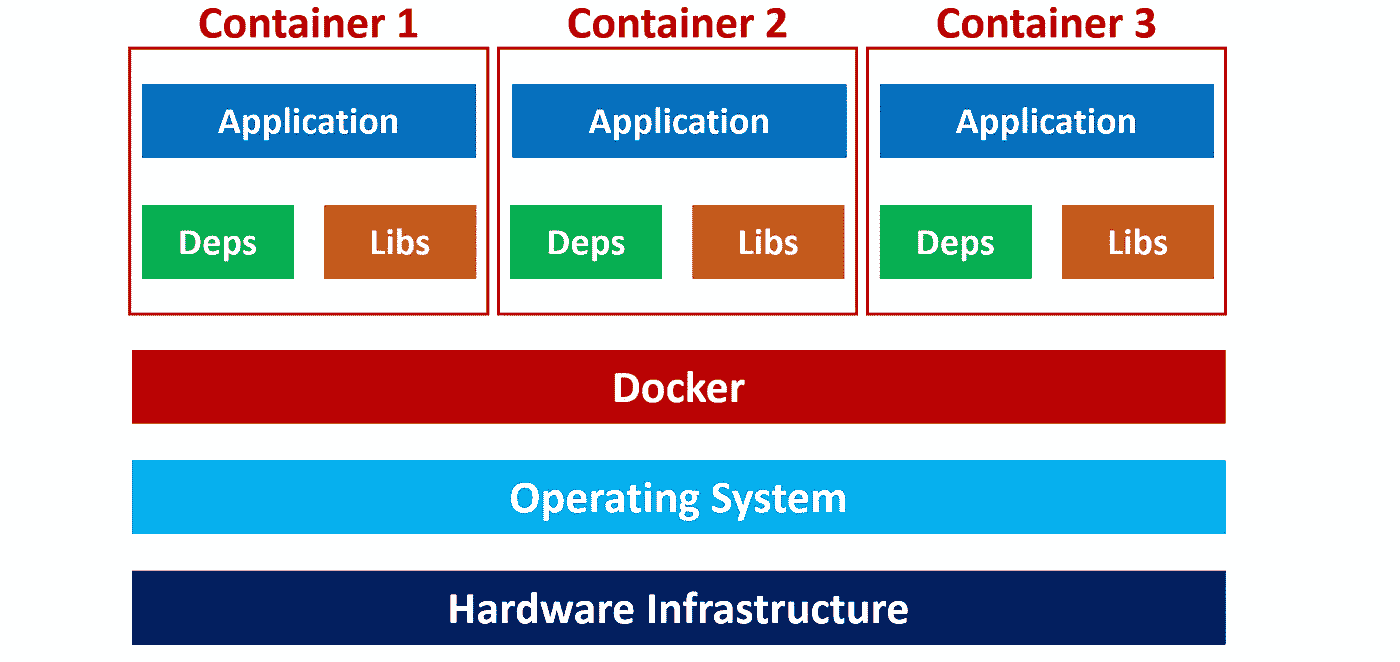 Container 1 Container 2 Container 3
Application Application Application
Deps Libs Deps Libs Deps Libs
Docker
Operating System
Hardware Infrastructure